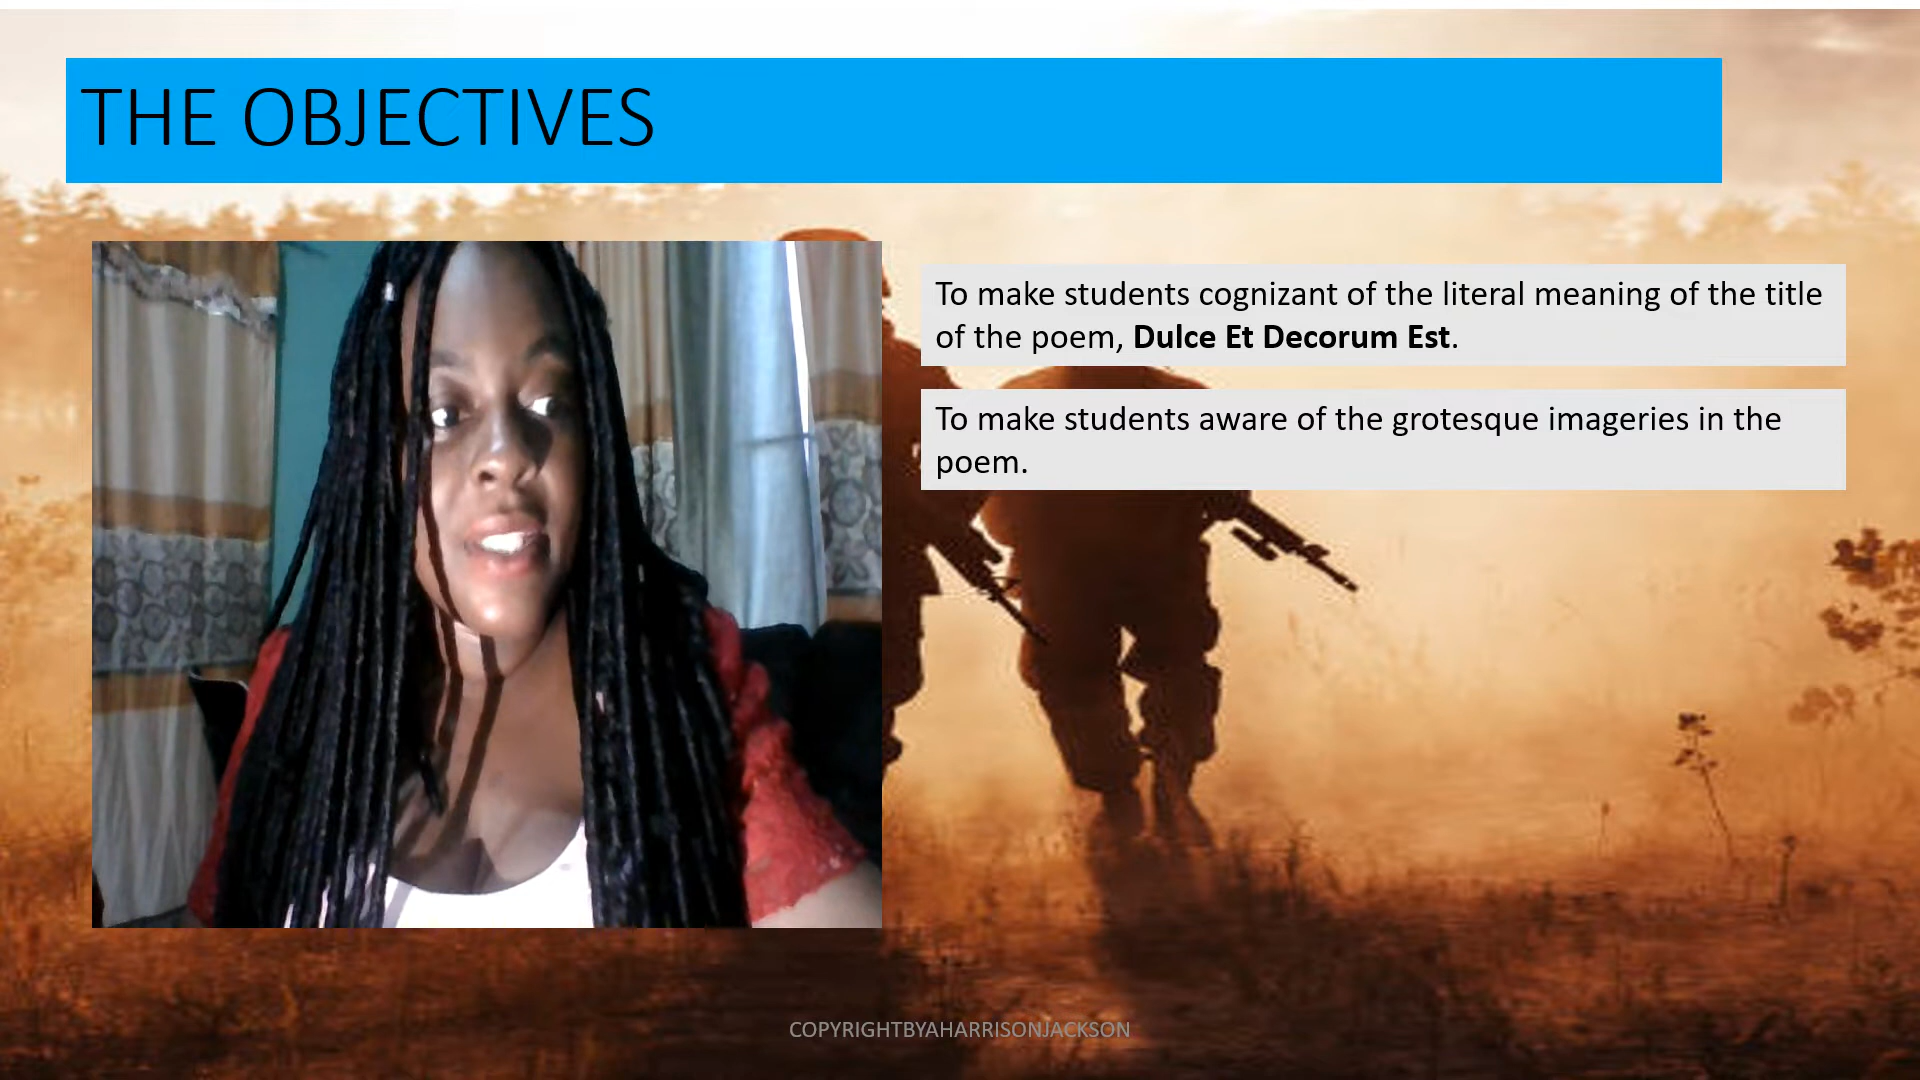 THE OBJECTIVES
To make students cognizant of the literal meaning of the title
of the poem, Dulce Et Decorum Est.
To make students aware of the grotesque imageries in the
poem.
COPYRIGHTBYAHARRISONJACKSON